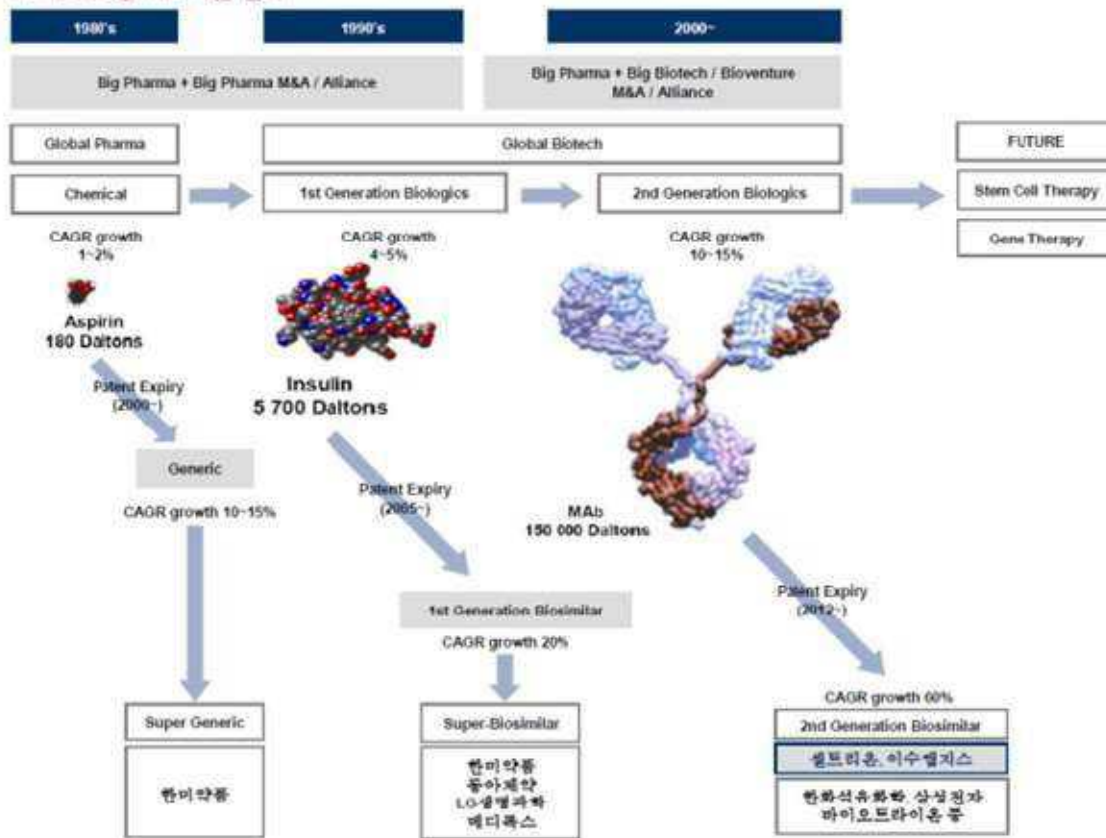 1980's
1990's
2000~
Big Pharma + Big Pharma M&A / Alliance
Big Pharma + Big Biotech / Bioventure
M&A / Alliance
Global Pharma
Global Biotech
FUTURE
Chemical
1st Generation Biologics
2nd Generation Biologics
Stem Cell Therapy
Gene Therapy
CAGR growth
1~2%
CAGR growth
4~5%
CAGR growth
10~15%
Aspirin
180 Daltons
Insulin
5 700 Daltons
MAb
150 000 Daltons
Patent Expiry
(2000~)
Generic
CAGR growth 10~15%
Patent Expiry
(2005~)
1st Generation Biosimilar
CAGR growth 20%
Patent Expiry
(2012~)
CAGR growth 60%
Super Generic
한미약품
Super-Biosimilar
한미약품
동아제약
LG생명과학
메디톡스
2nd Generation Biosimilar
셀트리온, 이수앱지스
한화석유화학, 삼성전자
바이오트라이온 등